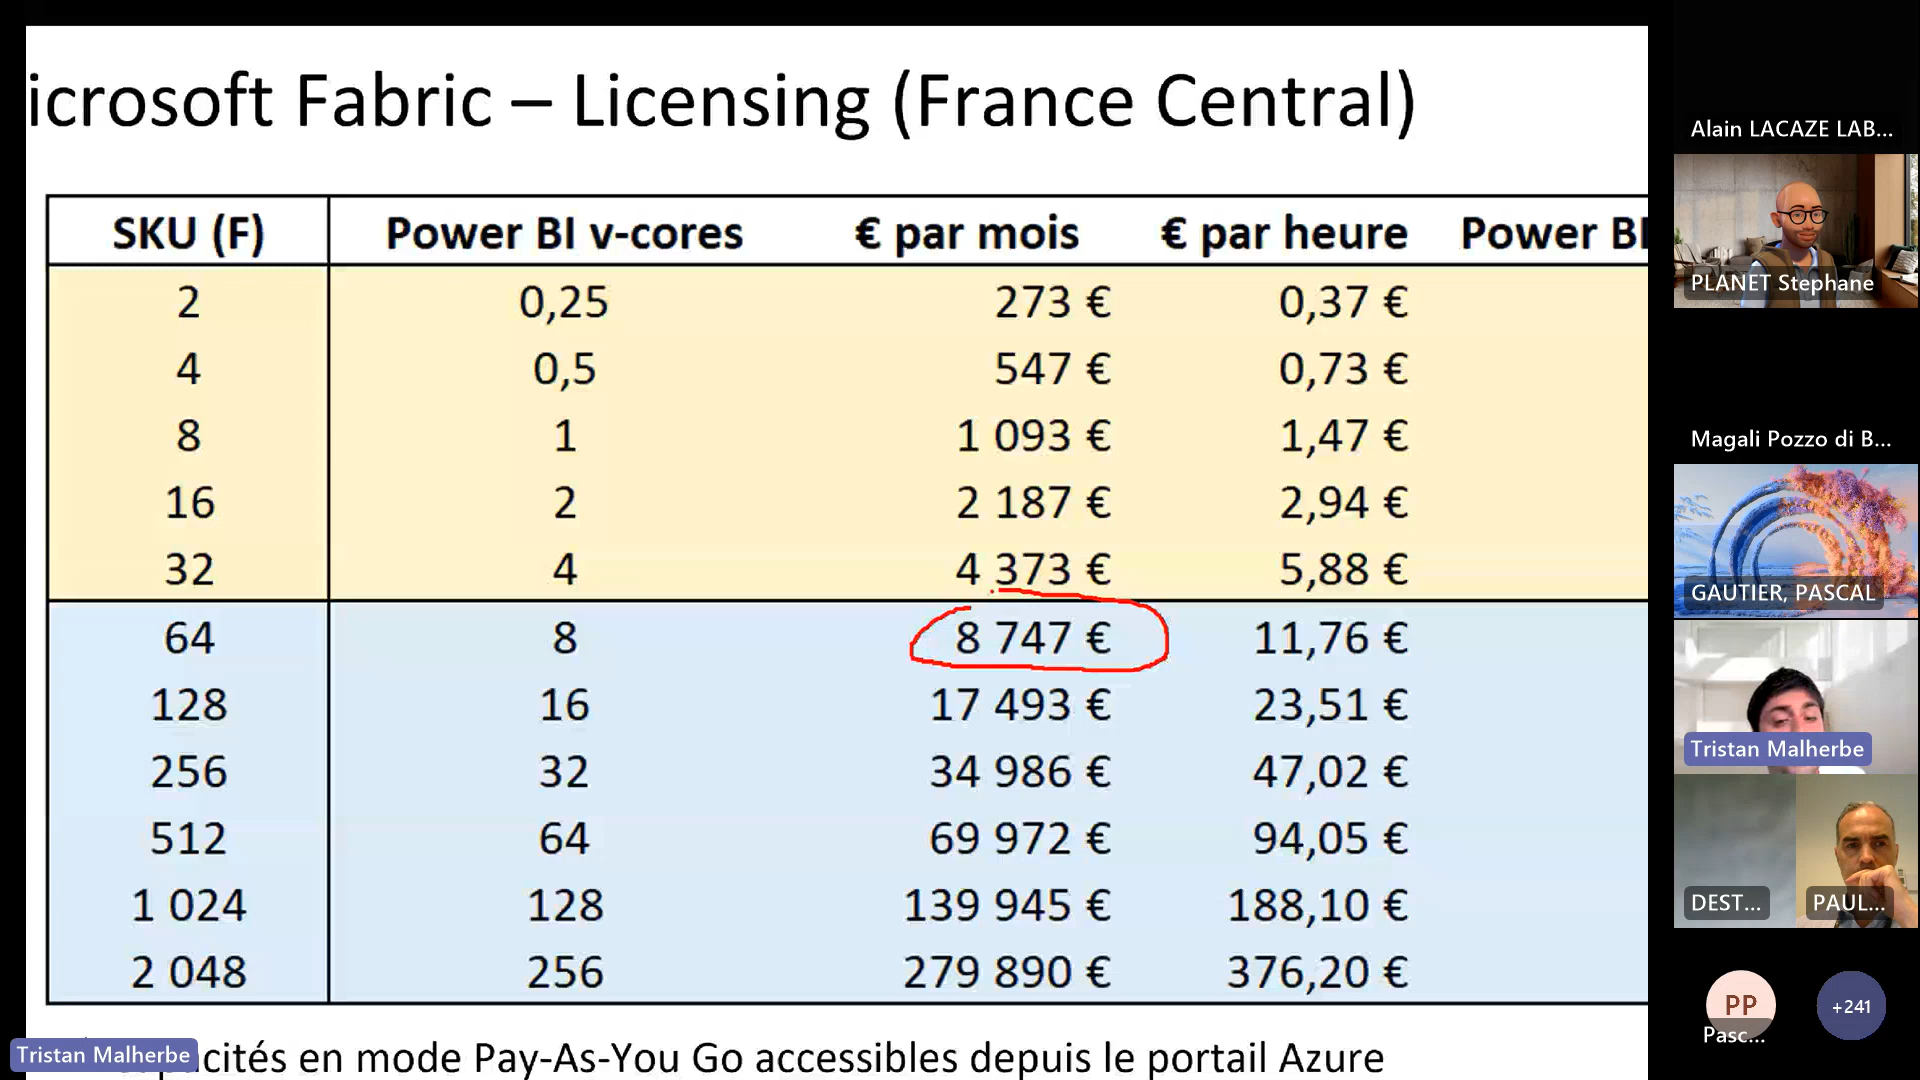 icrosoft Fabric – Licensing (France Central)
SKU (F) Power BI v-cores € par mois € par heure Power BI
2 0,25 273 € 0,37 €
4 0,5 547 € 0,73 €
8 1 1 093 € 1,47 €
16 2 2 187 € 2,94 €
32 4 4 373 € 5,88 €
64 8 8 747 € 11,76 €
128 16 17 493 € 23,51 €
256 32 34 986 € 47,02 €
512 64 69 972 € 94,05 €
1 024 128 139 945 € 188,10 €
2 048 256 279 890 € 376,20 €
cités en mode Pay-As-You Go accessibles depuis le portail Azure
Tristan Malherbe
Alain LACAZE LAB...
PLANET Stephane
Magali Pozzo di B...
GAUTIER, PASCAL
Tristan Malherbe
DEST...
PAUL...
PP
Pasc...
+241